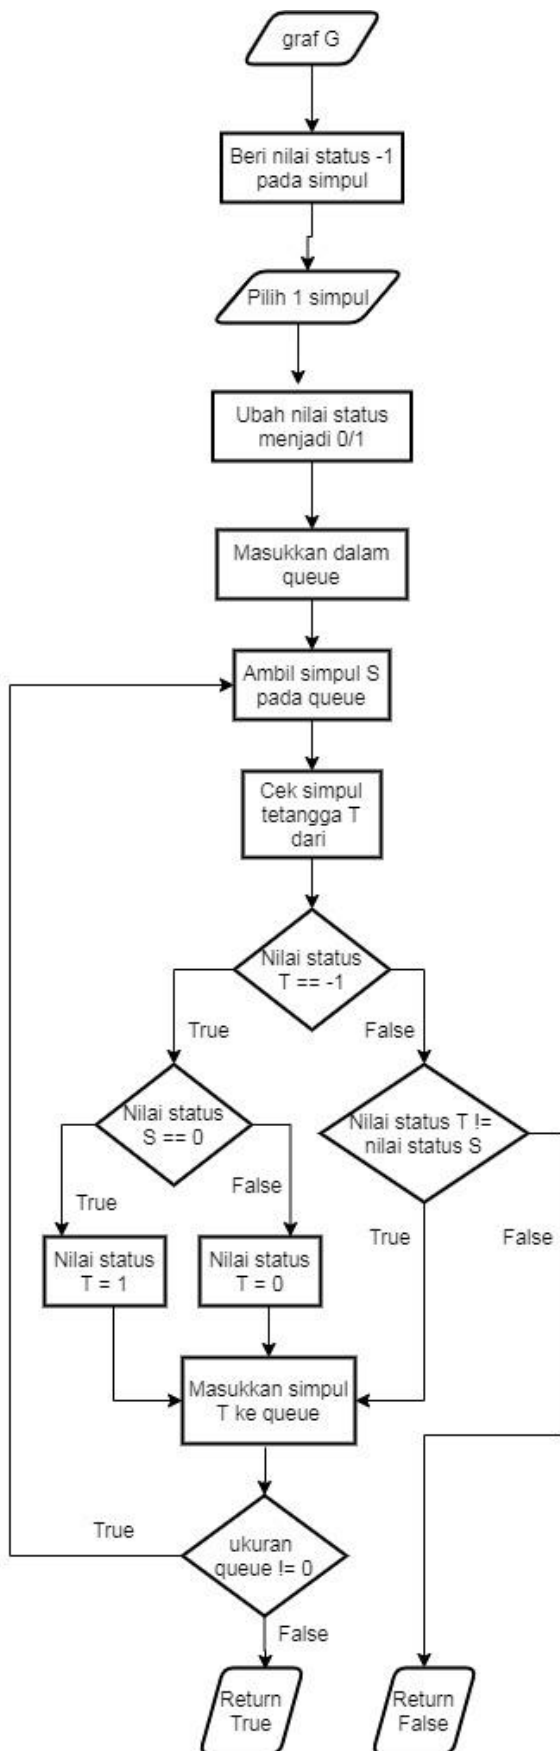 graf G
Beri nilai status -1
pada simpul
Pilih 1 simpul
Ubah nilai status
menjadi 0/1
Masukkan dalam
queue
Ambil simpul S
pada queue
Cek simpul
tetangga T
dari
Nilai status
T == -1
True
False
Nilai status
S == 0
Nilai status T !=
nilai status S
True
False
True
False
Nilai status
T = 1
Nilai status
T = 0
Masukkan simpul
T ke queue
True
ukuran
queue != 0
False
Return
True
Return
False